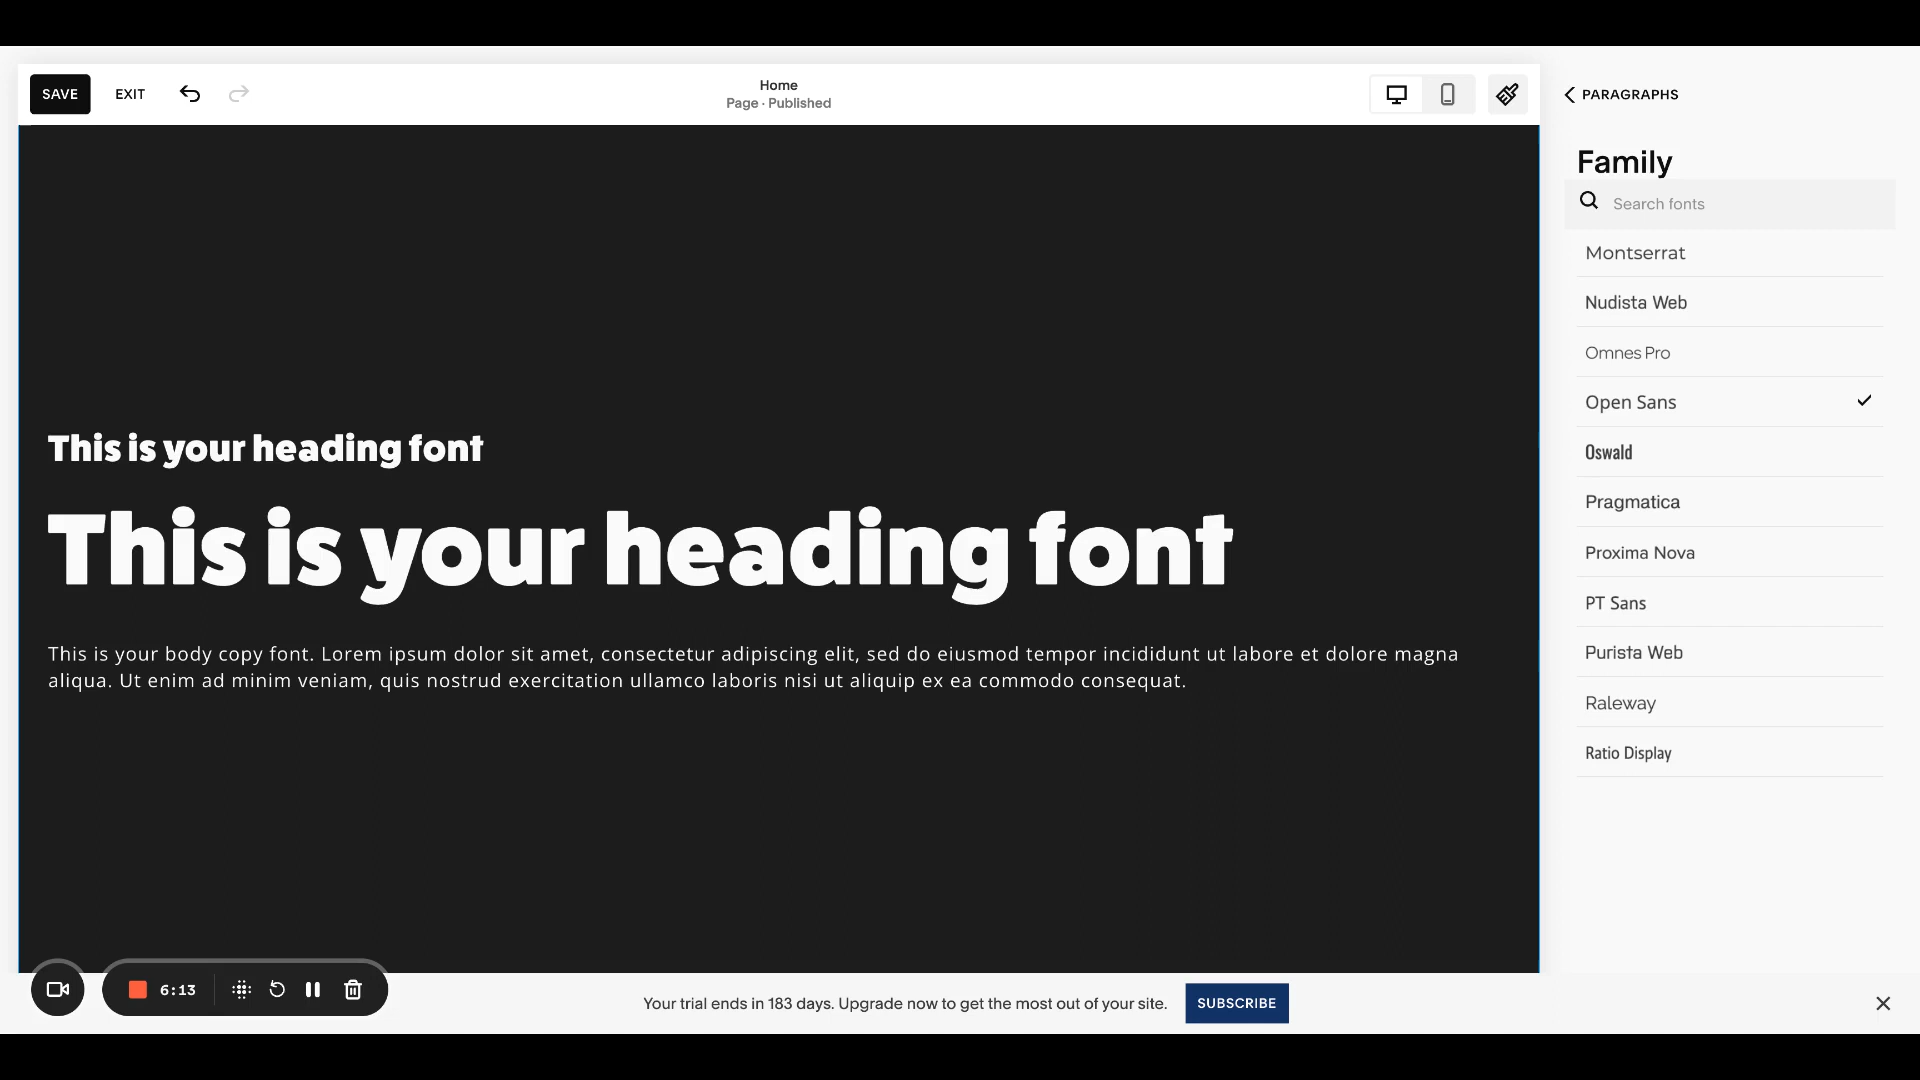 SAVE
EXIT
Home
Page · Published
PARAGRAPHS
Family
Search fonts
Montserrat
Nudista Web
Omnes Pro
Open Sans
Oswald
Pragmatica
Proxima Nova
PT Sans
Purista Web
Raleway
Ratio Display
This is your heading font
This is your heading font
This is your body copy font. Lorem ipsum dolor sit amet, consectetur adipiscing elit, sed do eiusmod tempor incididunt ut labore et dolore magna
aliqua. Ut enim ad minim veniam, quis nostrud exercitation ullamco laboris nisi ut aliquip ex ea commodo consequat.
6:13
Your trial ends in 183 days. Upgrade now to get the most out of your site.
SUBSCRIBE